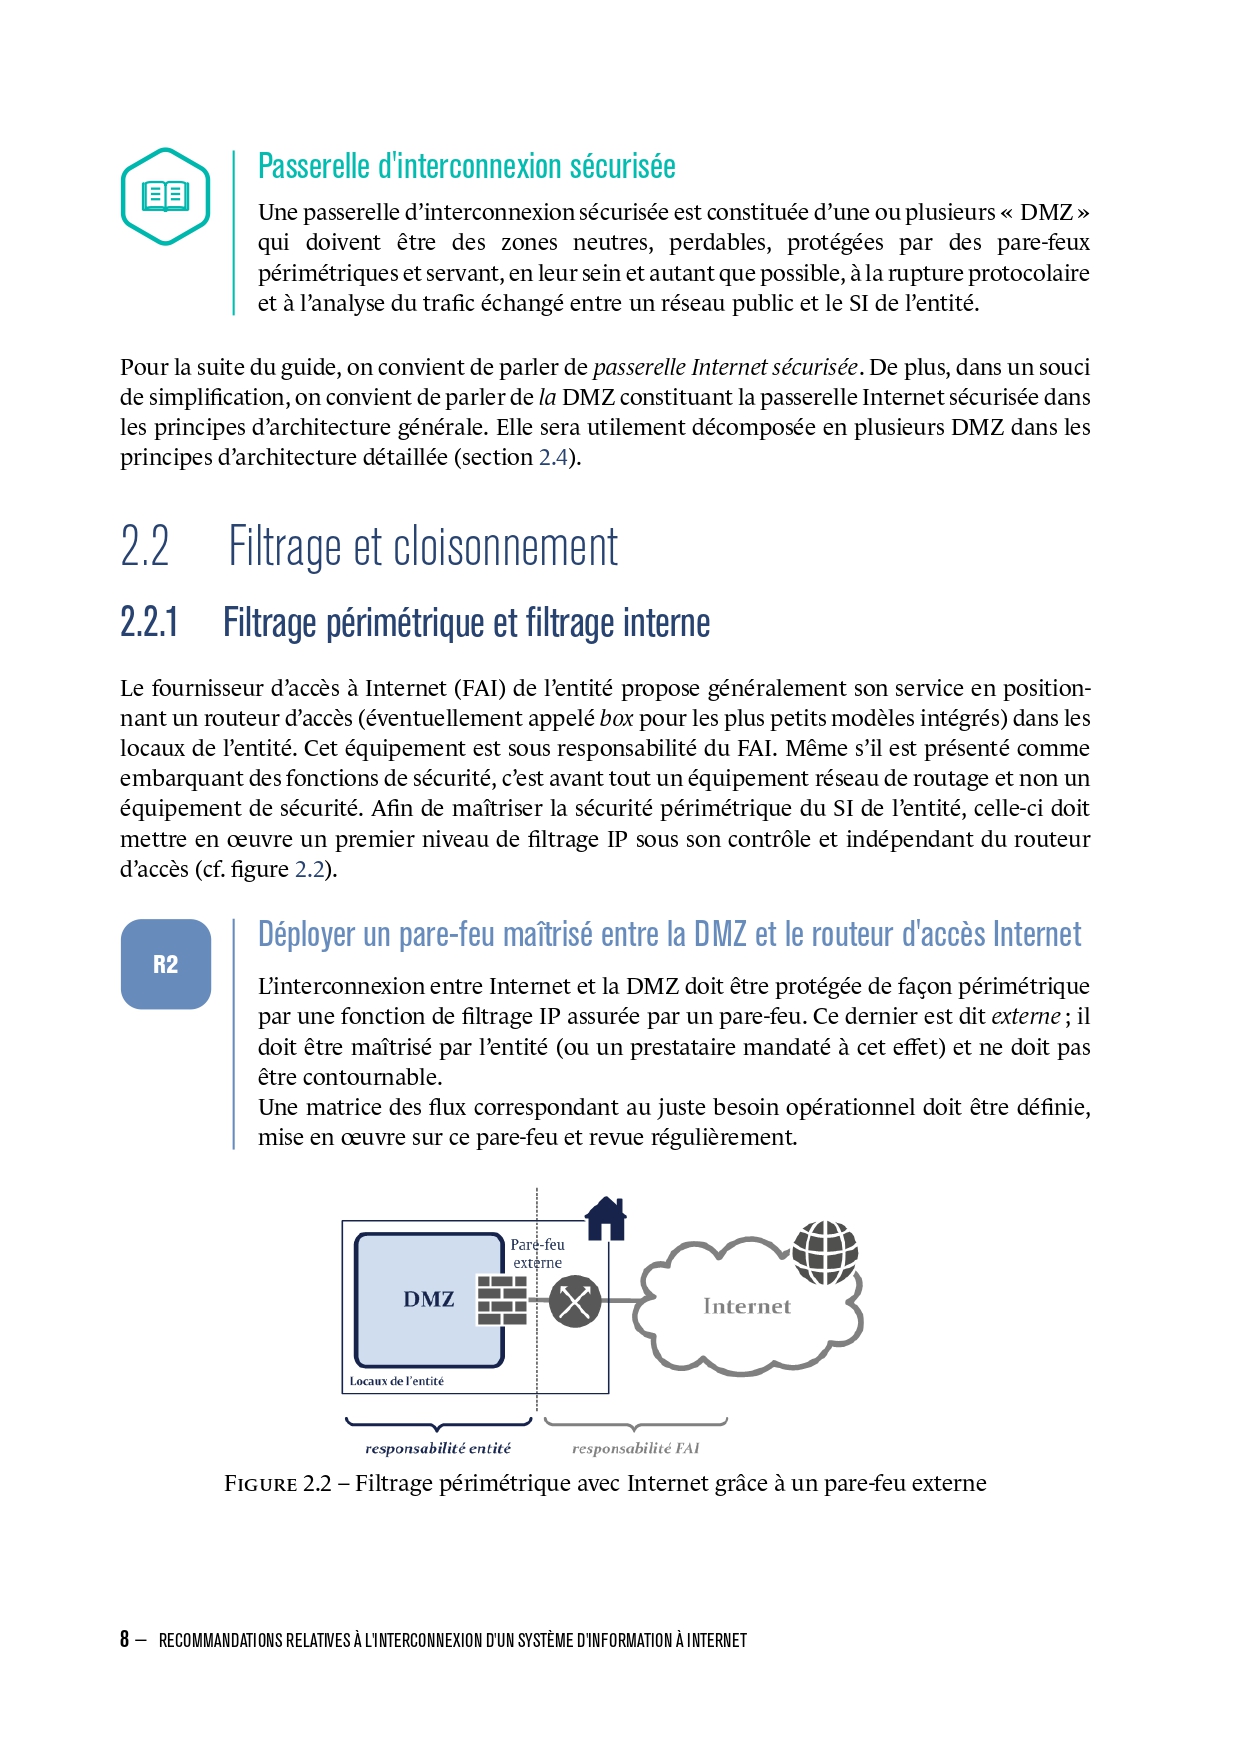 Passerelle d'interconnexion sécurisée
Une passerelle d’interconnexion sécurisée est constituée d’une ou plusieurs « DMZ »
qui doivent être des zones neutres, perdables, protégées par des pare-feux
périmétriques et servant, en leur sein et autant que possible, à la rupture protocolaire
et à l’analyse du trafic échangé entre un réseau public et le SI de l’entité.
Pour la suite du guide, on convient de parler de passerelle Internet sécurisée. De plus, dans un souci
de simplification, on convient de parler de la DMZ constituant la passerelle Internet sécurisée dans
les principes d’architecture générale. Elle sera utilement décomposée en plusieurs DMZ dans les
principes d’architecture détaillée (section 2.4).
2.2 Filtrage et cloisonnement
2.2.1 Filtrage périmétrique et filtrage interne
Le fournisseur d’accès à Internet (FAI) de l’entité propose généralement son service en position-
nant un routeur d’accès (éventuellement appelé box pour les plus petits modèles intégrés) dans les
locaux de l’entité. Cet équipement est sous responsabilité du FAI. Même s’il est présenté comme
embarquant des fonctions de sécurité, c’est avant tout un équipement réseau de routage et non un
équipement de sécurité. Afin de maîtriser la sécurité périmétrique du SI de l’entité, celle-ci doit
mettre en œuvre un premier niveau de filtrage IP sous son contrôle et indépendant du routeur
d’accès (cf. figure 2.2).
R2
Déployer un pare-feu maîtrisé entre la DMZ et le routeur d'accès Internet
L’interconnexion entre Internet et la DMZ doit être protégée de façon périmétrique
par une fonction de filtrage IP assurée par un pare-feu. Ce dernier est dit externe ; il
doit être maîtrisé par l’entité (ou un prestataire mandaté à cet effet) et ne doit pas
être contournable.
Une matrice des flux correspondant au juste besoin opérationnel doit être définie,
mise en œuvre sur ce pare-feu et revue régulièrement.
Pare-feu
externe
DMZ
Internet
Locaux de l’entité
responsabilité entité
responsabilité FAI
FIGURE 2.2 – Filtrage périmétrique avec Internet grâce à un pare-feu externe
8 – RECOMMANDATIONS RELATIVES À L'INTERCONNEXION D'UN SYSTÈME D'INFORMATION À INTERNET